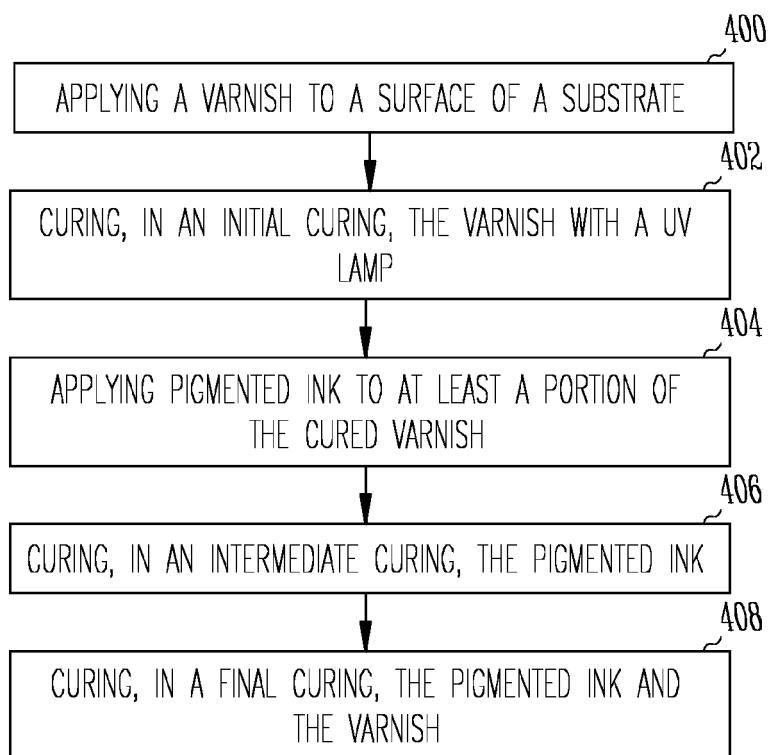 400
APPLYING A VARNISH TO A SURFACE OF A SUBSTRATE
402
CURING, IN AN INITIAL CURING, THE VARNISH WITH A UV
LAMP
404
APPLYING PIGMENTED INK TO AT LEAST A PORTION OF
THE CURED VARNISH
406
CURING, IN AN INTERMEDIATE CURING, THE PIGMENTED INK
408
CURING, IN A FINAL CURING, THE PIGMENTED INK AND
THE VARNISH